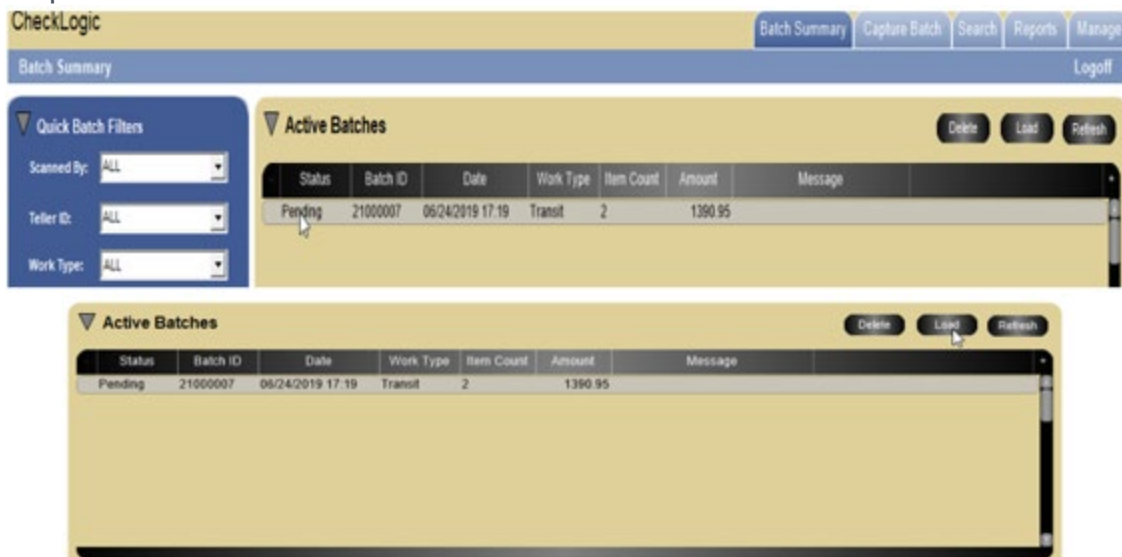 CheckLogic
Batch Summary Capture Batch Search Reports Manage
Batch Summary Logoff
Quick Batch Filters
Scanned By: ALL
Teller ID: ALL
Work Type: ALL
Active Batches Delete Load Refresh
Status Batch ID Date Work Type Item Count Amount Message
Pending 21000007 06/24/2019 17:19 Transit 2 1390.95
Active Batches Delete Load Refresh
Status Batch ID Date Work Type Item Count Amount Message
Pending 21000007 06/24/2019 17:19 Transit 2 1390.95